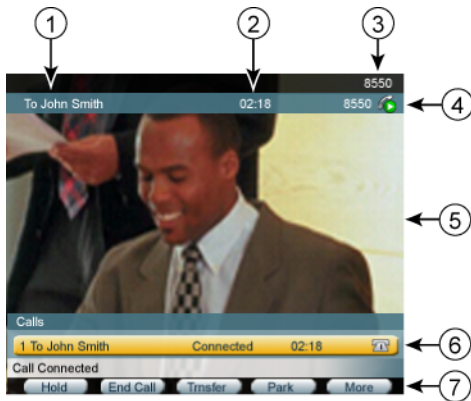 1 2 3
8550
To John Smith 02:18 8550 4
5
Calls
1 To John Smith Connected 02:18 6
Call Connected
Hold End Call Trnsfer Park More 7